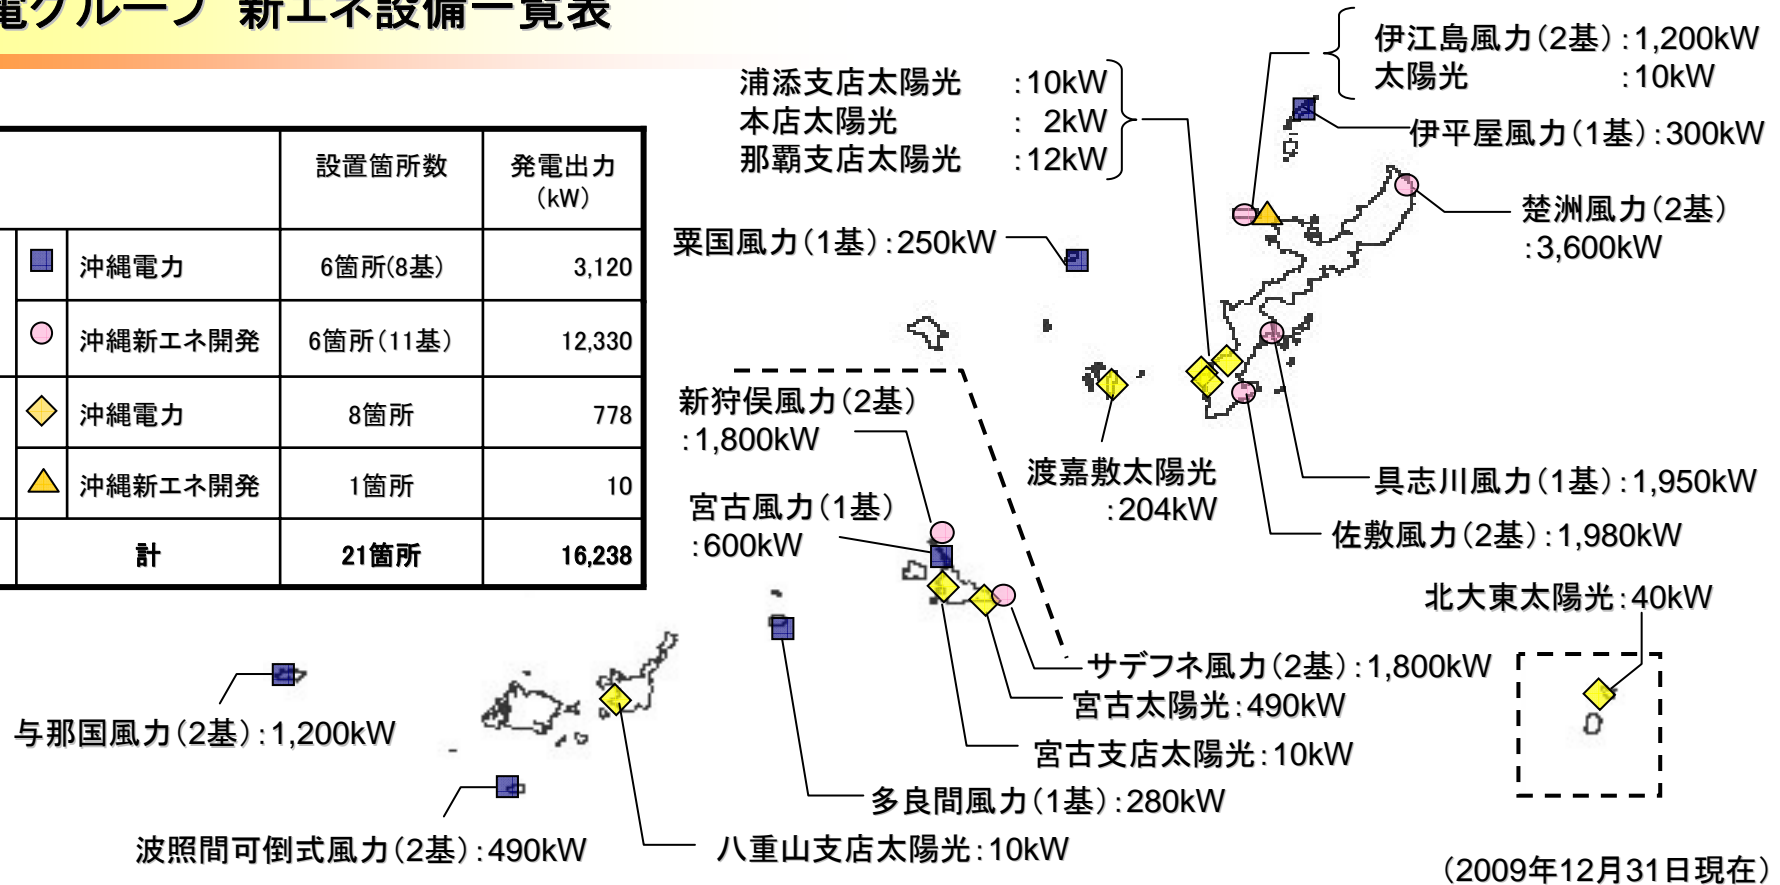 電グループ 新エネ設備一覧表
設置箇所数 発電出力
(kW)
沖縄電力 6箇所(8基) 3,120
沖縄新エネ開発 6箇所(11基) 12,330
沖縄電力 8箇所 778
沖縄新エネ開発 1箇所 10
計 21箇所 16,238
浦添支店太陽光 :10kW
本店太陽光 : 2kW
那覇支店太陽光 :12kW
伊江島風力(2基):1,200kW
太陽光 :10kW
伊平屋風力(1基):300kW
楚洲風力(2基)
:3,600kW
粟国風力(1基):250kW
新狩俣風力(2基)
:1,800kW
宮古風力(1基)
:600kW
渡嘉敷太陽光
:204kW
具志川風力(1基):1,950kW
佐敷風力(2基):1,980kW
北大東太陽光:40kW
サデフネ風力(2基):1,800kW
宮古太陽光:490kW
宮古支店太陽光:10kW
多良間風力(1基):280kW
八重山支店太陽光:10kW
与那国風力(2基):1,200kW
波照間可倒式風力(2基):490kW
(2009年12月31日現在)